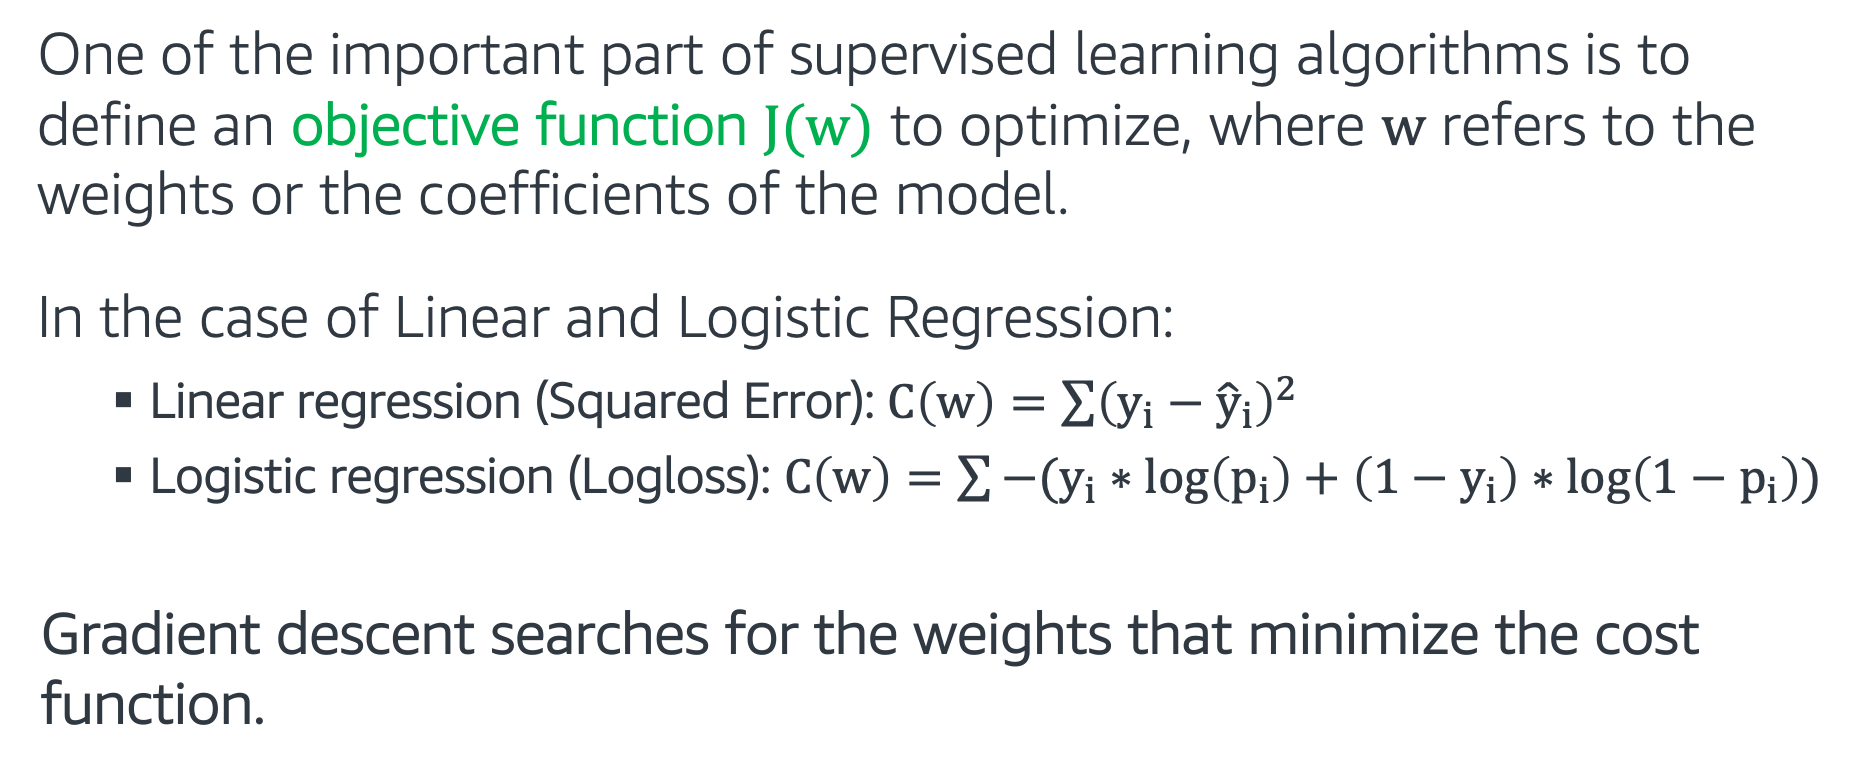 One of the important part of supervised learning algorithms is to
define an objective function J(w) to optimize, where w refers to the
weights or the coefficients of the model.
In the case of Linear and Logistic Regression:
▪ Linear regression (Squared Error): C(w) = ∑(yᵢ − ŷᵢ)²
▪ Logistic regression (Logloss): C(w) = ∑ −(yᵢ ∗ log(pᵢ) + (1 − yᵢ) ∗ log(1 − pᵢ))
Gradient descent searches for the weights that minimize the cost
function.